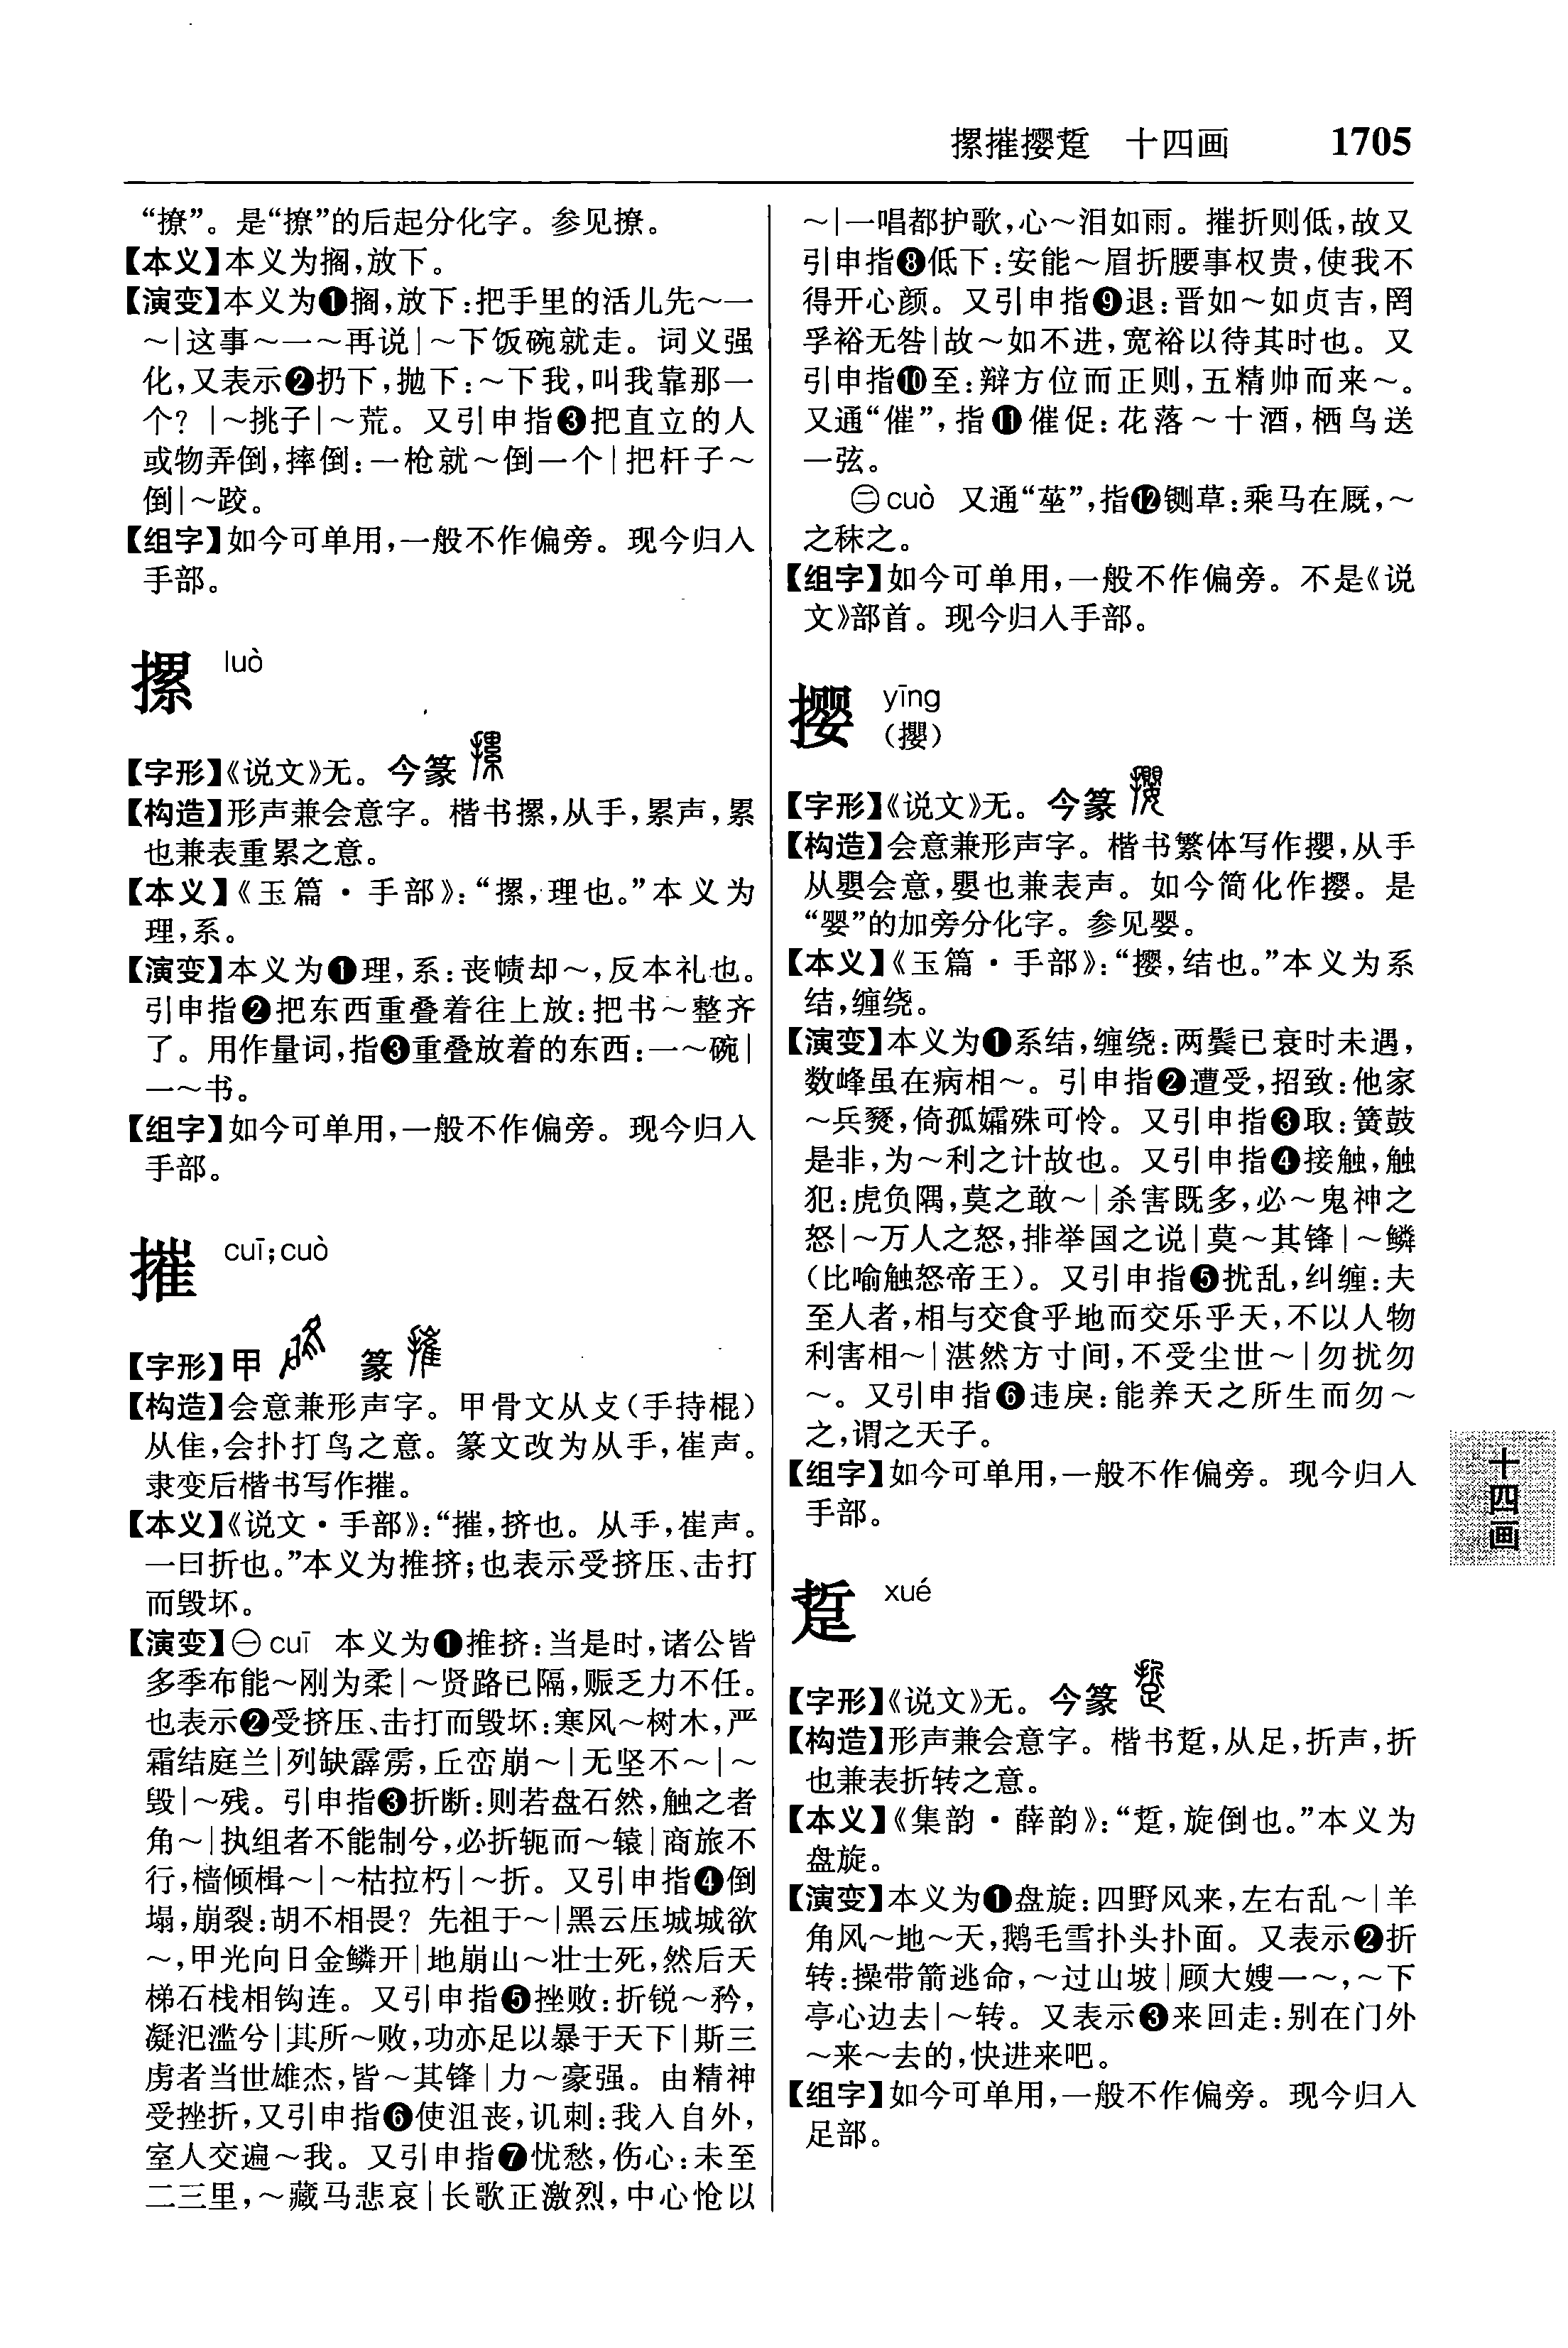 摞摧撄踅 十四画 1705
“撩”。是“撩”的后起分化字。参见撩。
【本义】本义为搁,放下。
【演变】本义为❶搁,放下:把手里的活儿先~一
~|这事~一~再说|~下饭碗就走。词义强
化,又表示❷扔下,抛下:~下我,叫我靠那一
个? |~挑子|~荒。又引申指❸把直立的人
或物弄倒,摔倒:一枪就~倒一个|把杆子~
倒|~跤。
【组字】如今可单用,一般不作偏旁。现今归入
手部。
摞 luò
【字形】《说文》无。今篆
【构造】形声兼会意字。楷书摞,从手,累声,累
也兼表重累之意。
【本义】《玉篇·手部》:“摞,理也。”本义为
理,系。
【演变】本义为❶理,系:丧帻却~,反本礼也。
引申指❷把东西重叠着往上放:把书~整齐
了。用作量词,指❸重叠放着的东西:一~碗|
一~书。
【组字】如今可单用,一般不作偏旁。现今归入
手部。
摧 cuī;cuò
【字形】甲 篆
【构造】会意兼形声字。甲骨文从攴(手持棍)
从隹,会扑打鸟之意。篆文改为从手,崔声。
隶变后楷书写作摧。
【本义】《说文·手部》:“摧,挤也。从手,崔声。
一曰折也。”本义为推挤;也表示受挤压、击打
而毁坏。
【演变】㊀cuī 本义为❶推挤:当是时,诸公皆
多季布能~刚为柔|~贤路已隔,赈乏力不任。
也表示❷受挤压、击打而毁坏:寒风~树木,严
霜结庭兰|列缺霹雳,丘峦崩~|无坚不~|~
毁|~残。引申指❸折断:则若盘石然,触之者
角~|执组者不能制兮,必折轭而~辕|商旅不
行,樯倾楫~|~枯拉朽|~折。又引申指❹倒
塌,崩裂:胡不相畏? 先祖于~|黑云压城城欲
~,甲光向日金鳞开|地崩山~壮士死,然后天
梯石栈相钩连。又引申指❺挫败:折锐~矜,
凝汜滥兮|其所~败,功亦足以暴于天下|斯三
虏者当世雄杰,皆~其锋|力~豪强。由精神
受挫折,又引申指❻使沮丧,讥刺:我入自外,
室人交遍~我。又引申指❼忧愁,伤心:未至
二三里,~藏马悲哀|长歌正激烈,中心怆以
~|一唱都护歌,心~泪如雨。摧折则低,故又
引申指❽低下:安能~眉折腰事权贵,使我不
得开心颜。又引申指❾退:晋如~如贞吉,罔
孚裕无咎|故~如不进,宽裕以待其时也。又
引申指❿至:辩方位而正则,五精帅而来~。
又通“催”,指⓫催促:花落~十酒,栖鸟送
一弦。
㊁cuò 又通“莝”,指⓬铡草:乘马在厩,~
之秣之。
【组字】如今可单用,一般不作偏旁。不是《说
文》部首。现今归入手部。
撄 yīng
(攖)
【字形】《说文》无。今篆
【构造】会意兼形声字。楷书繁体写作攖,从手
从嬰会意,嬰也兼表声。如今简化作撄。是
“婴”的加旁分化字。参见婴。
【本义】《玉篇·手部》:“撄,结也。”本义为系
结,缠绕。
【演变】本义为❶系结,缠绕:两鬓已衰时未遇,
数峰虽在病相~。引申指❷遭受,招致:他家
~兵燹,倚孤孀殊可怜。又引申指❸取:簧鼓
是非,为~利之计故也。又引申指❹接触,触
犯:虎负隅,莫之敢~|杀害既多,必~鬼神之
怒|~万人之怒,排举国之说|莫~其锋|~鳞
(比喻触怒帝王)。又引申指❺扰乱,纠缠:夫
至人者,相与交食乎地而交乐乎天,不以人物
利害相~|湛然方寸间,不受尘世~|勿扰勿
~。又引申指❻违戾:能养天之所生而勿~
之,谓之天子。
【组字】如今可单用,一般不作偏旁。现今归入
手部。
踅 xué
【字形】《说文》无。今篆
【构造】形声兼会意字。楷书踅,从足,折声,折
也兼表折转之意。
【本义】《集韵·薛韵》:“踅,旋倒也。”本义为
盘旋。
【演变】本义为❶盘旋:四野风来,左右乱~|羊
角风~地~天,鹅毛雪扑头扑面。又表示❷折
转:操带箭逃命,~过山坡|顾大嫂一~,~下
亭心边去|~转。又表示❸来回走:别在门外
~来~去的,快进来吧。
【组字】如今可单用,一般不作偏旁。现今归入
足部。
十四画